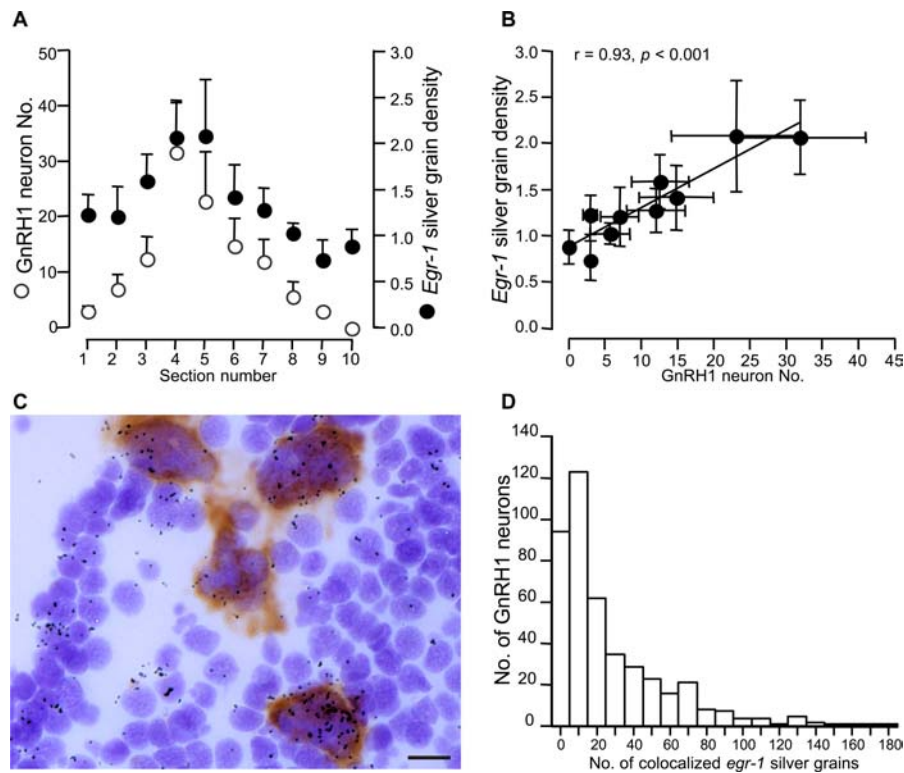 A
GnRH1 neuron No.
50
40
30
20
10
0
3.0
2.5
2.0
1.5
1.0
0.5
0.0
Egr-1 silver grain density
1 2 3 4 5 6 7 8 9 10
Section number
B
r = 0.93, p < 0.001
Egr-1 silver grain density
3.0
2.5
2.0
1.5
1.0
0.5
0.0
0 5 10 15 20 25 30 35 40 45
GnRH1 neuron No.
C
D
No. of GnRH1 neurons
140
120
100
80
60
40
20
0
0 20 40 60 80 100 120 140 160 180
No. of colocalized egr-1 silver grains